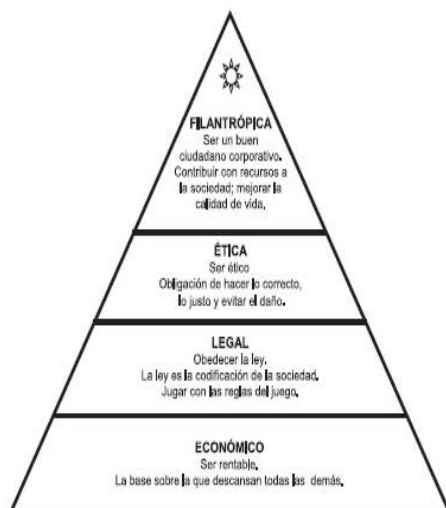 FILANTRÓPICA
Ser un buen
ciudadano corporativo.
Contribuir con recursos a
la sociedad; mejorar la
calidad de vida.
ÉTICA
Ser ético
Obligación de hacer lo correcto,
lo justo y evitar el daño.
LEGAL
Obedecer la ley.
La ley es la codificación de la sociedad.
Jugar con las reglas del juego.
ECONÓMICO
Ser rentable.
La base sobre la que descansan todas las demás.